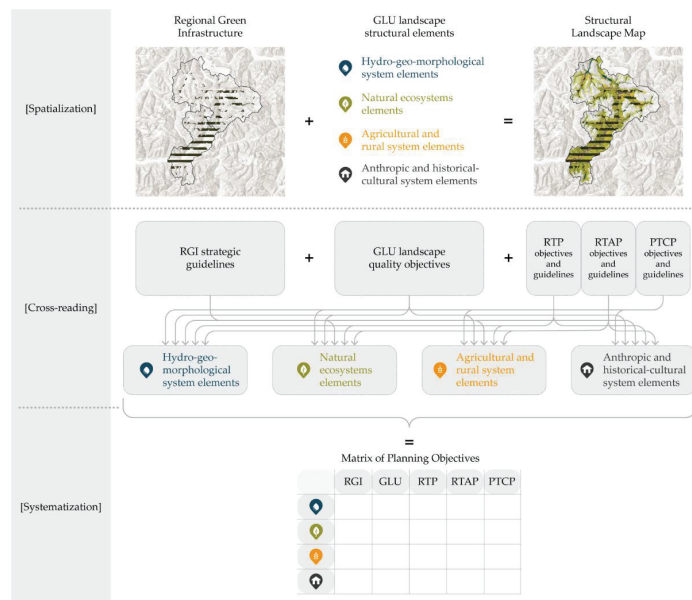 Regional Green
Infrastructure
GLU landscape
structural elements
Structural
Landscape Map
[Spatialization]
+
Hydro-geo-morphological
system elements
Natural ecosystems
elements
Agricultural and
rural system elements
Anthropic and historical-
cultural system elements
=
[Cross-reading]
RGI strategic
guidelines
+
GLU landscape
quality objectives
+
RTP
objectives
and
guidelines
RTAP
objectives
and
guidelines
PTCP
objectives
and
guidelines
Hydro-geo-
morphological
system elements
Natural
ecosystems
elements
Agricultural and
rural system
elements
Anthropic and
historical-cultural
system elements
=
[Systematization]
Matrix of Planning Objectives
RGI GLU RTP RTAP PTCP